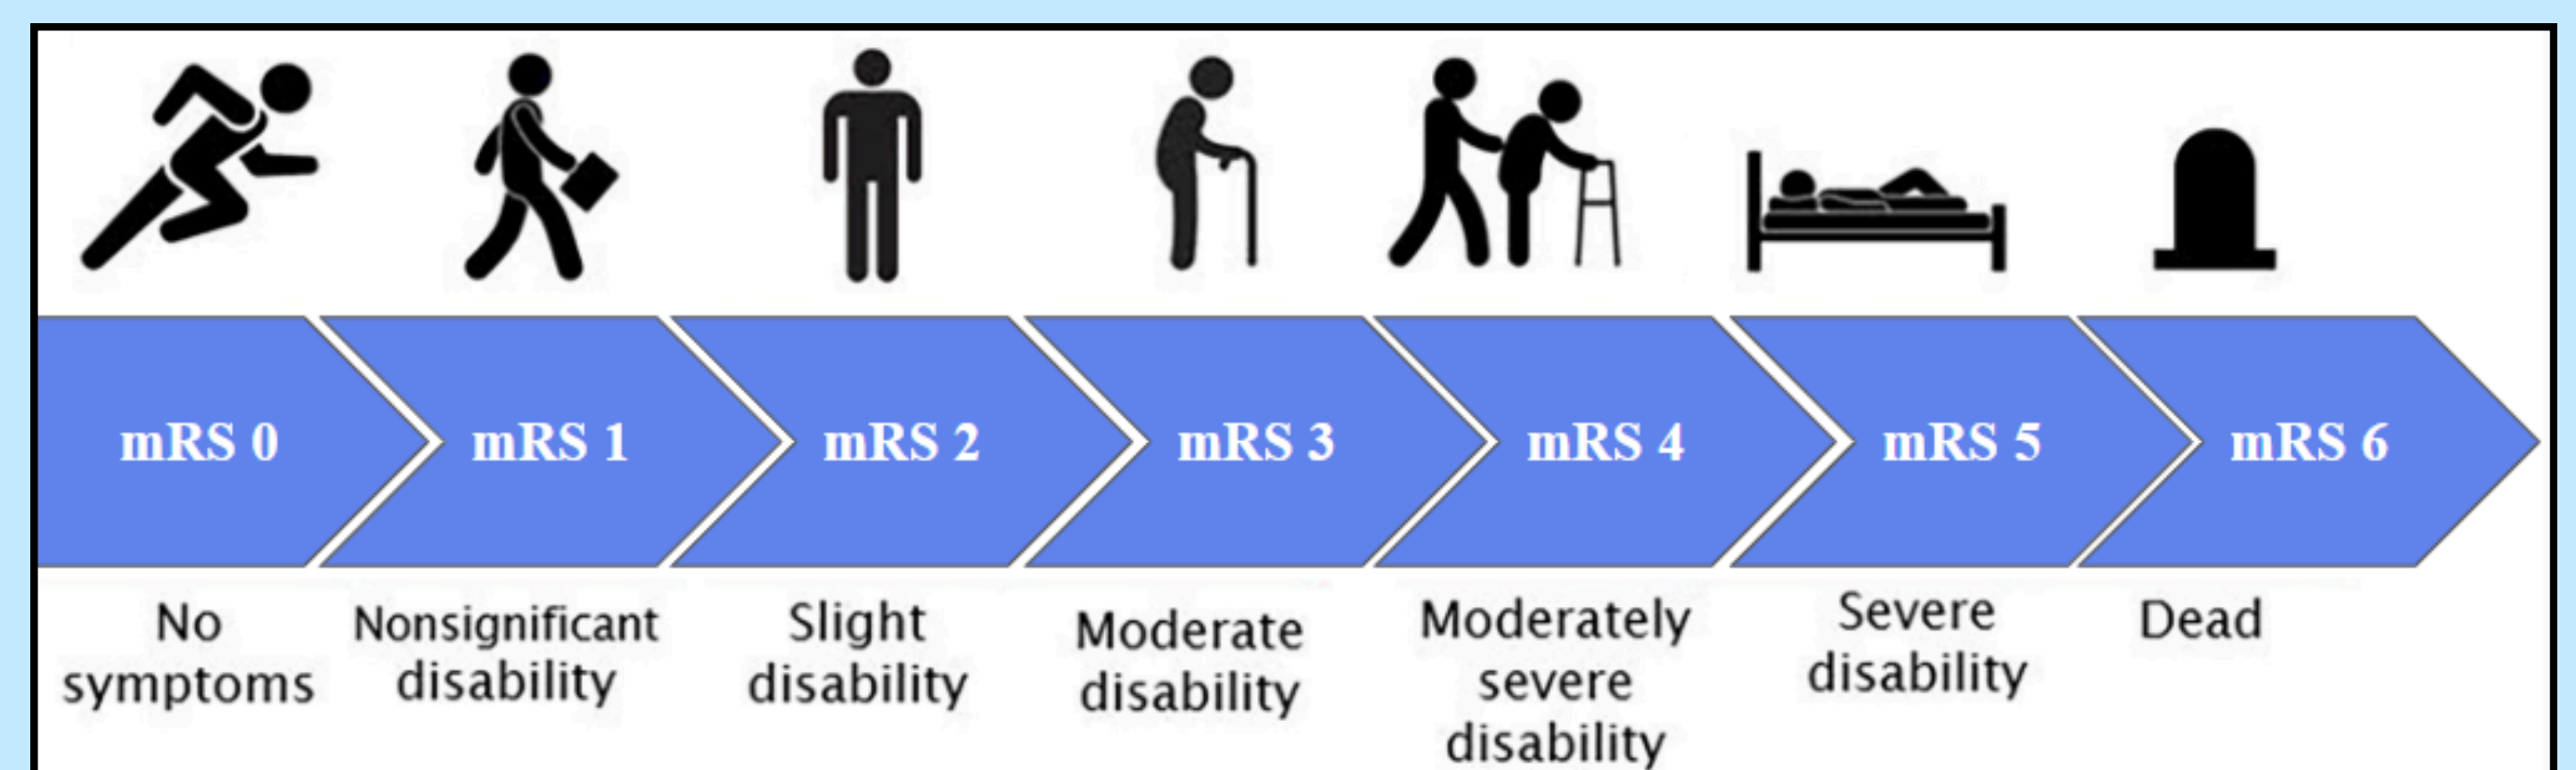 mRS 0
mRS 1
mRS 2
mRS 3
mRS 4
mRS 5
mRS 6
No
symptoms
Nonsignificant
disability
Slight
disability
Moderate
disability
Moderately
severe
disability
Severe
disability
Dead